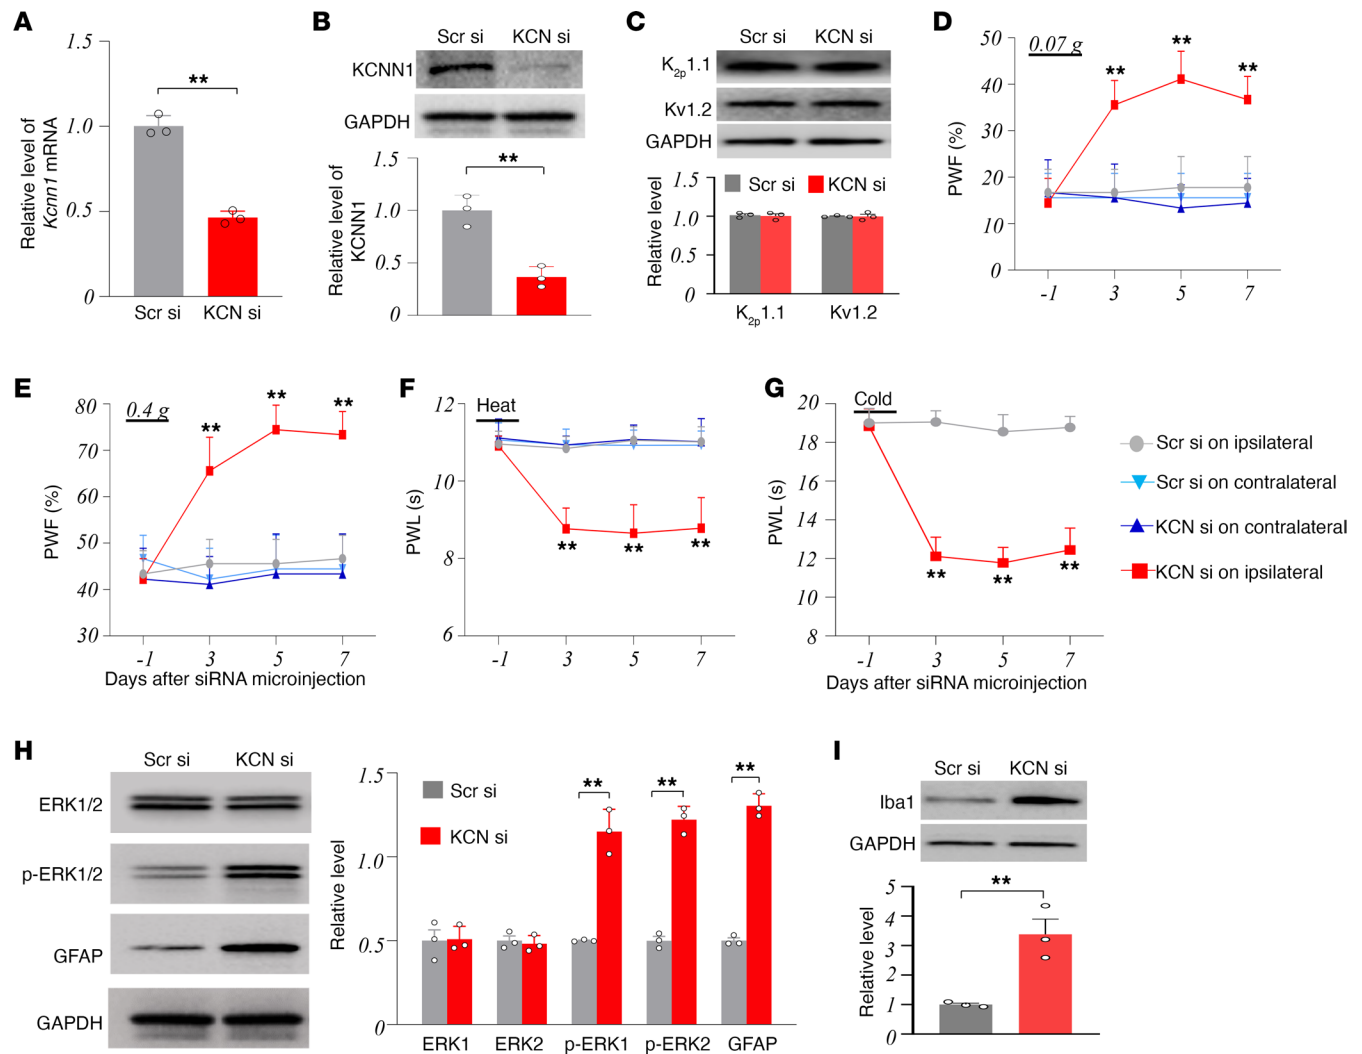 A
1.5
1.0
0.5
0
Relative level of
Kcnn1 mRNA
**
Scr si KCN si
B
Scr si KCN si
KCNN1
GAPDH
1.5
1.0
0.5
0
Relative level of
KCNN1
**
C
Scr si KCN si
K2p1.1
Kv1.2
GAPDH
1.5
1.0
0.5
0
Relative level
Scr si KCN si
K2p1.1 Kv1.2
D
0.07 g
50
40
30
20
10
0
PWF (%)
** ** **
-1 3 5 7
E
0.4 g
80
70
60
50
40
30
PWF (%)
** ** **
-1 3 5 7
Days after siRNA microinjection
F
Heat
12
10
8
6
PWL (s)
** ** **
-1 3 5 7
G
Cold
20
18
16
14
12
10
8
PWL (s)
** ** **
-1 3 5 7
Days after siRNA microinjection
Scr si on ipsilateral
Scr si on contralateral
KCN si on contralateral
KCN si on ipsilateral
H
Scr si KCN si
ERK1/2
p-ERK1/2
GFAP
GAPDH
1.5
1.0
0.5
0
Relative level
Scr si
KCN si
** ** **
ERK1 ERK2 p-ERK1 p-ERK2 GFAP
I
Scr si KCN si
Iba1
GAPDH
5
4
3
2
1
0
Relative level
**